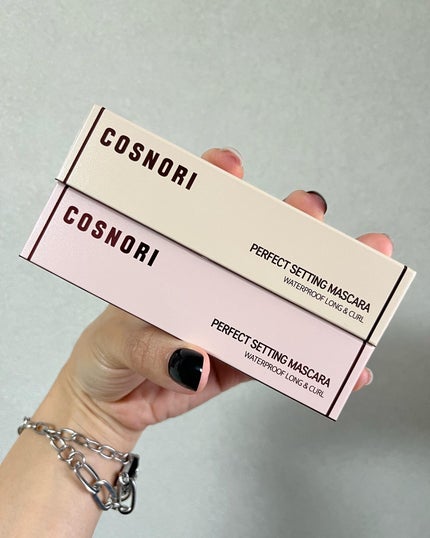 COSNORI
PERFECT SETTING MASCARA
WATERPROOF LONG & CURL
COSNORI
PERFECT SETTING MASCARA
WATERPROOF LONG & CURL